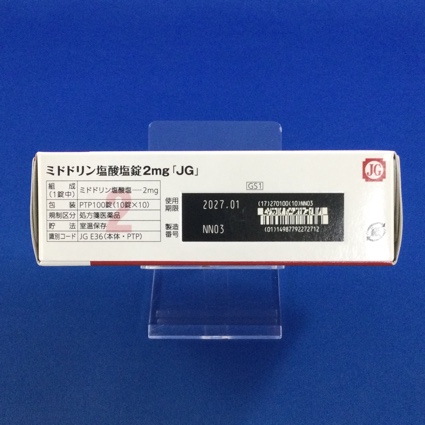 ミドドリン塩酸塩錠2mg「JG」
組成(1錠中) ミドドリン塩酸塩…2mg
包装 PTP100錠(10錠×10)
規制区分 処方箋医薬品
貯法 室温保存
識別コード JG E36(本体・PTP)
2
GS1
使用期限 2027.01
製造番号 NN03
(17)270100(10)NN03
(01)14987792272712
JG